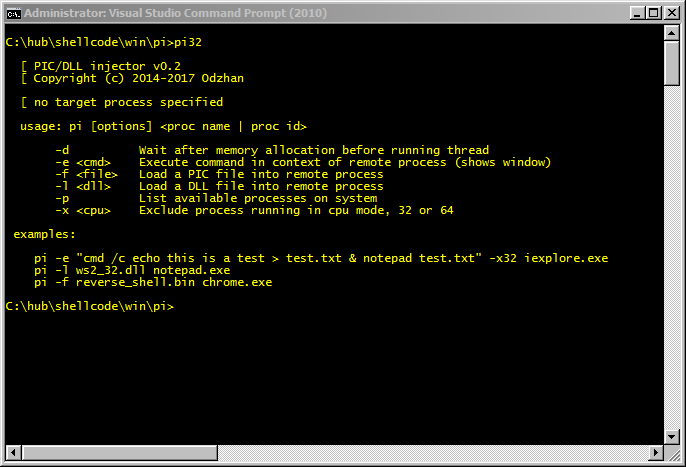 Administrator: Visual Studio Command Prompt (2010)
C:\hub\shellcode\win\pi>pi32
[ PIC/DLL injector v0.2
[ Copyright (c) 2014-2017 Odzhan
[ no target process specified
usage: pi [options] <proc name | proc id>
-d Wait after memory allocation before running thread
-e <cmd> Execute command in context of remote process (shows window)
-f <file> Load a PIC file into remote process
-l <dll> Load a DLL file into remote process
-p List available processes on system
-x <cpu> Exclude process running in cpu mode, 32 or 64
examples:
pi -e "cmd /c echo this is a test > test.txt & notepad test.txt" -x32 iexplore.exe
pi -l ws2_32.dll notepad.exe
pi -f reverse_shell.bin chrome.exe
C:\hub\shellcode\win\pi>